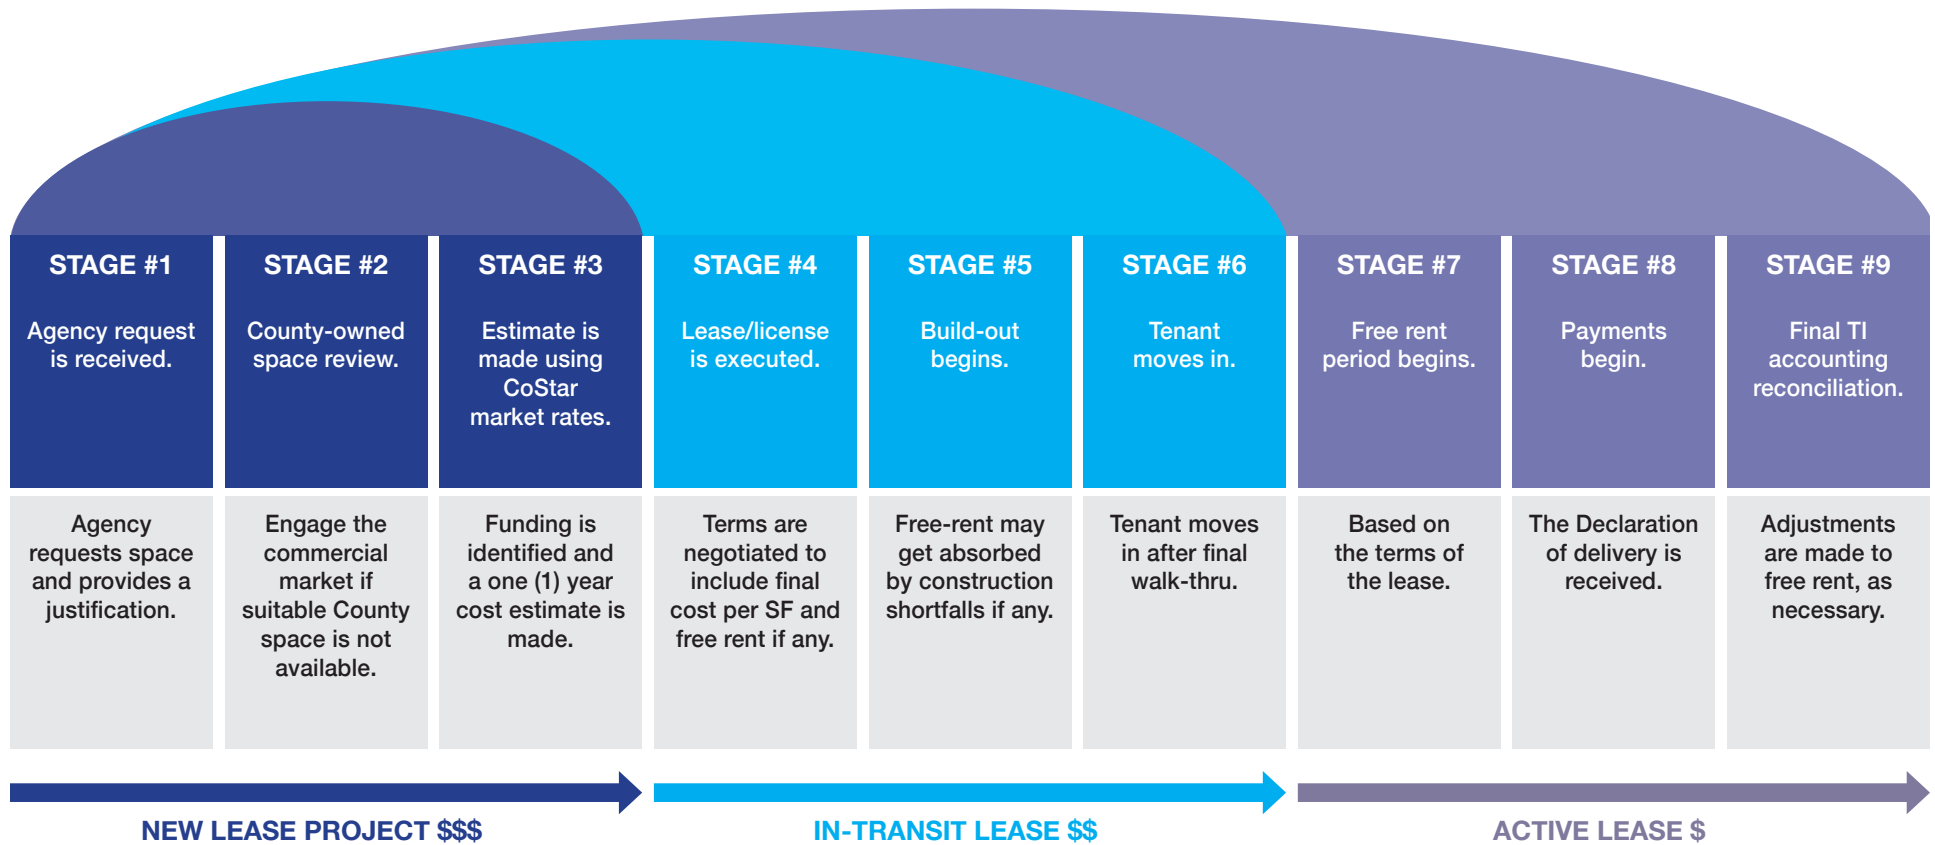 STAGE #1
Agency request
is received.
STAGE #2
County-owned
space review.
STAGE #3
Estimate is
made using
CoStar
market rates.
STAGE #4
Lease/license
is executed.
STAGE #5
Build-out
begins.
STAGE #6
Tenant
moves in.
STAGE #7
Free rent
period begins.
STAGE #8
Payments
begin.
STAGE #9
Final TI
accounting
reconciliation.
Agency
requests space
and provides a
justification.
Engage the
commercial
market if
suitable County
space is not
available.
Funding is
identified and
a one (1) year
cost estimate is
made.
Terms are
negotiated to
include final
cost per SF and
free rent if any.
Free-rent may
get absorbed
by construction
shortfalls if any.
Tenant moves
in after final
walk-thru.
Based on
the terms of
the lease.
The Declaration
of delivery is
received.
Adjustments
are made to
free rent, as
necessary.
NEW LEASE PROJECT $$$
IN-TRANSIT LEASE $$
ACTIVE LEASE $